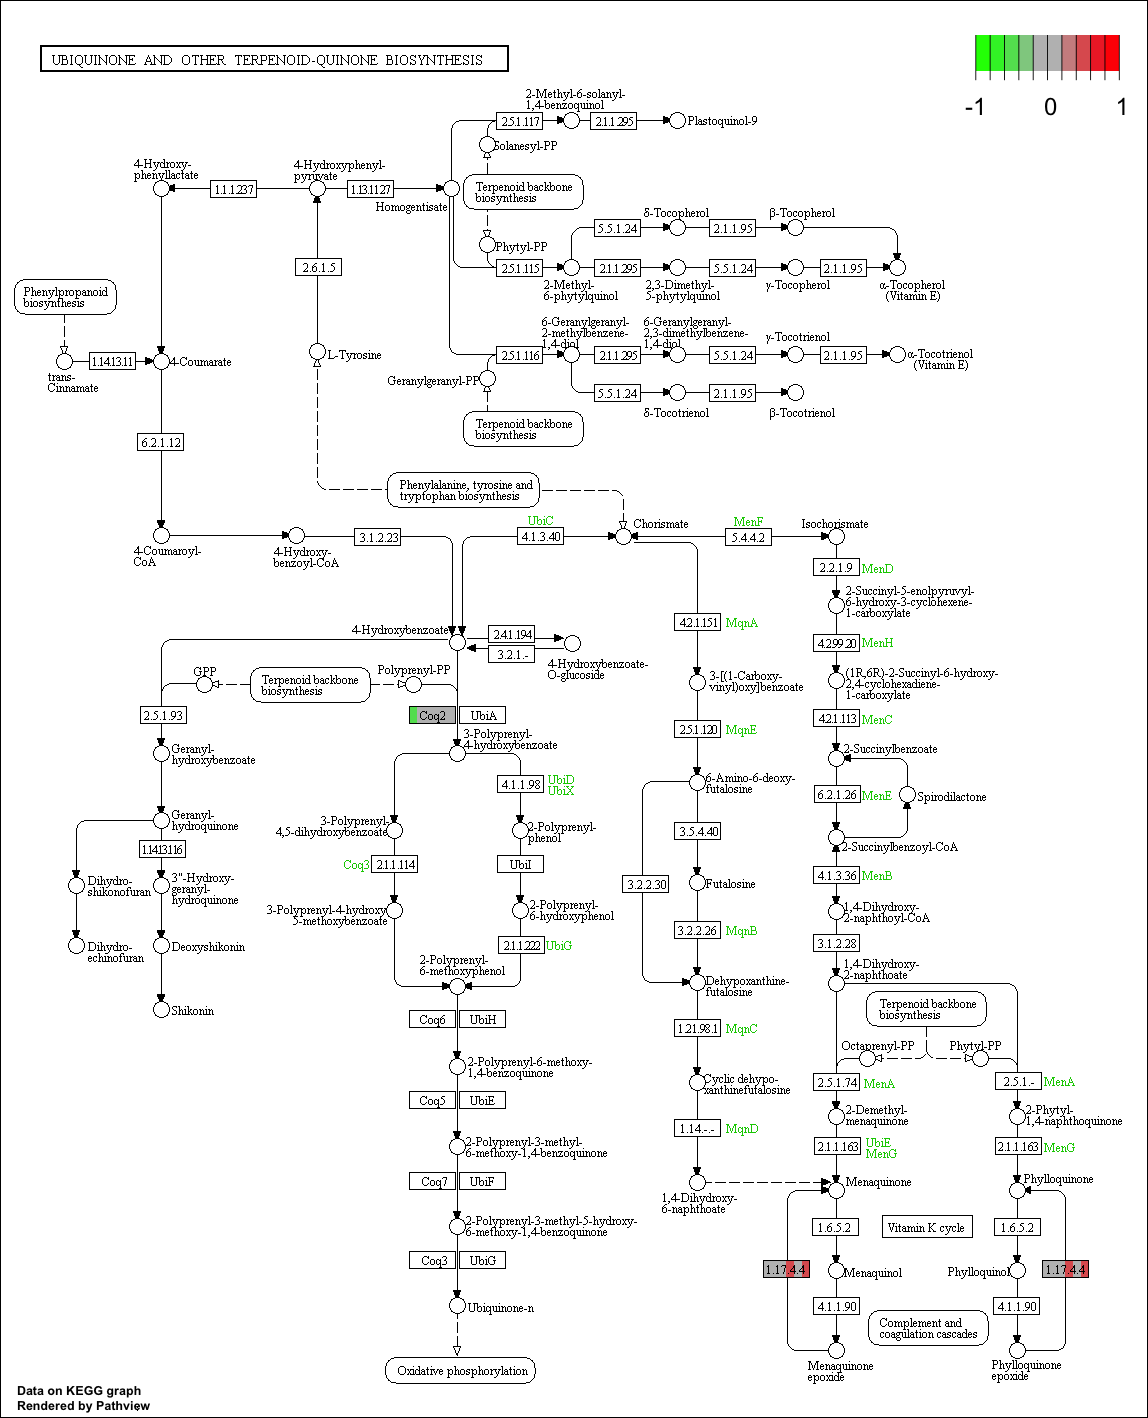 UBIQUINONE AND OTHER TERPENOID-QUINONE BIOSYNTHESIS
-1
0
1
2-Methyl-6-solanyl-
1,4-benzoquinol
2.5.1.117
2.1.1.295
Plastoquinol-9
Solanesyl-PP
4-Hydroxy-
phenyllactate
4-Hydroxyphenyl-
pyruvate
1.1.1.237
1.13.11.27
Homogentisate
Terpenoid backbone
biosynthesis
Phytyl-PP
δ-Tocopherol
β-Tocopherol
5.5.1.24
2.1.1.95
2.6.1.5
2.5.1.115
2.1.1.295
5.5.1.24
2.1.1.95
2-Methyl-
6-phytylquinol
2,3-Dimethyl-
5-phytylquinol
γ-Tocopherol
α-Tocopherol
(Vitamin E)
Phenylpropanoid
biosynthesis
6-Geranylgeranyl-
2-methylbenzene-
1,4-diol
6-Geranylgeranyl-
2,3-dimethylbenzene-
1,4-diol
γ-Tocotrienol
trans-
Cinnamate
1.14.13.11
4-Coumarate
L-Tyrosine
2.5.1.116
2.1.1.295
5.5.1.24
2.1.1.95
α-Tocotrienol
(Vitamin E)
Geranylgeranyl-PP
5.5.1.24
2.1.1.95
δ-Tocotrienol
β-Tocotrienol
Terpenoid backbone
biosynthesis
6.2.1.12
Phenylalanine, tyrosine and
tryptophan biosynthesis
UbiC
4.1.3.40
Chorismate
MenF
5.4.4.2
Isochorismate
4-Coumaroyl-
CoA
4-Hydroxy-
benzoyl-CoA
3.1.2.23
2.2.1.9
MenD
2-Succinyl-5-enolpyruvyl-
6-hydroxy-3-cyclohexene-
1-carboxylate
4.2.1.151
MqnA
4-Hydroxybenzoate
2.4.1.194
3.2.1.-
4-Hydroxybenzoate-
O-glucoside
4.2.99.20
MenH
GPP
Terpenoid backbone
biosynthesis
Polyprenyl-PP
3-[(1-Carboxy-
vinyl)oxy]benzoate
(1R,6R)-2-Succinyl-6-hydroxy-
2,4-cyclohexadiene-
1-carboxylate
2.5.1.93
Coq2
UbiA
2.5.1.120
MqnE
4.2.1.113
MenC
Geranyl-
hydroxybenzoate
3-Polyprenyl-
4-hydroxybenzoate
2-Succinylbenzoate
4.1.1.98
UbiD
UbiX
6-Amino-6-deoxy-
futalosine
6.2.1.26
MenE
Spirodilactone
Geranyl-
hydroquinone
3-Polyprenyl-
4,5-dihydroxybenzoate
2-Polyprenyl-
phenol
3.5.4.40
2-Succinylbenzoyl-CoA
1.14.13.116
Coq3
2.1.1.114
UbiI
4.1.3.36
MenB
Dihydro-
shikonofuran
3"-Hydroxy-
geranyl-
hydroquinone
3.2.2.30
Futalosine
3-Polyprenyl-4-hydroxy
5-methoxybenzoate
2-Polyprenyl-
6-hydroxyphenol
1,4-Dihydroxy-
2-naphthoyl-CoA
Dihydro-
echinofuran
Deoxyshikonin
2.1.1.222
UbiG
3.2.2.26
MqnB
3.1.2.28
2-Polyprenyl-
6-methoxyphenol
Dehypoxanthine-
futalosine
1,4-Dihydroxy-
2-naphthoate
Shikonin
Coq6
UbiH
1.21.98.1
MqnC
Terpenoid backbone
biosynthesis
2-Polyprenyl-6-methoxy-
1,4-benzoquinone
Octaprenyl-PP
Phytyl-PP
Cyclic dehypo-
xanthinefutalosine
2.5.1.74
MenA
2.5.1.-
MenA
Coq5
UbiE
1.14.-.-
MqnD
2-Demethyl-
menaquinone
2-Phytyl-
1,4-naphthoquinone
2-Polyprenyl-3-methyl-
6-methoxy-1,4-benzoquinone
2.1.1.163
UbiE
MenG
2.1.1.163
MenG
Coq7
UbiF
1,4-Dihydroxy-
6-naphthoate
Menaquinone
Phylloquinone
2-Polyprenyl-3-methyl-5-hydroxy-
6-methoxy-1,4-benzoquinone
1.6.5.2
Vitamin K cycle
1.6.5.2
Coq3
UbiG
1.17.4.4
Menaquinol
Phylloquinol
1.17.4.4
Ubiquinone-n
4.1.1.90
Complement and
coagulation cascades
4.1.1.90
Oxidative phosphorylation
Menaquinone
epoxide
Phylloquinone
epoxide
Data on KEGG graph
Rendered by Pathview